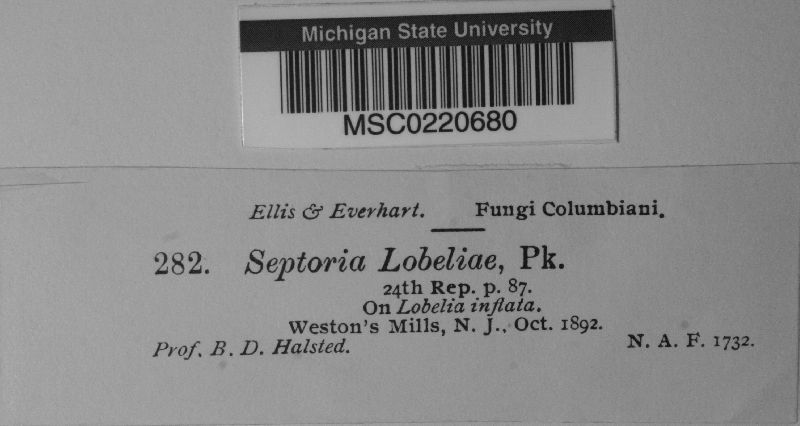 Michigan State University
MSC0220680
Ellis & Everhart. Fungi Columbiani.
282. Septoria Lobeliae, Pk.
24th Rep. p. 87.
On Lobelia inflata.
Weston's Mills, N. J., Oct. 1892.
Prof. B. D. Halsted. N. A. F. 1732.